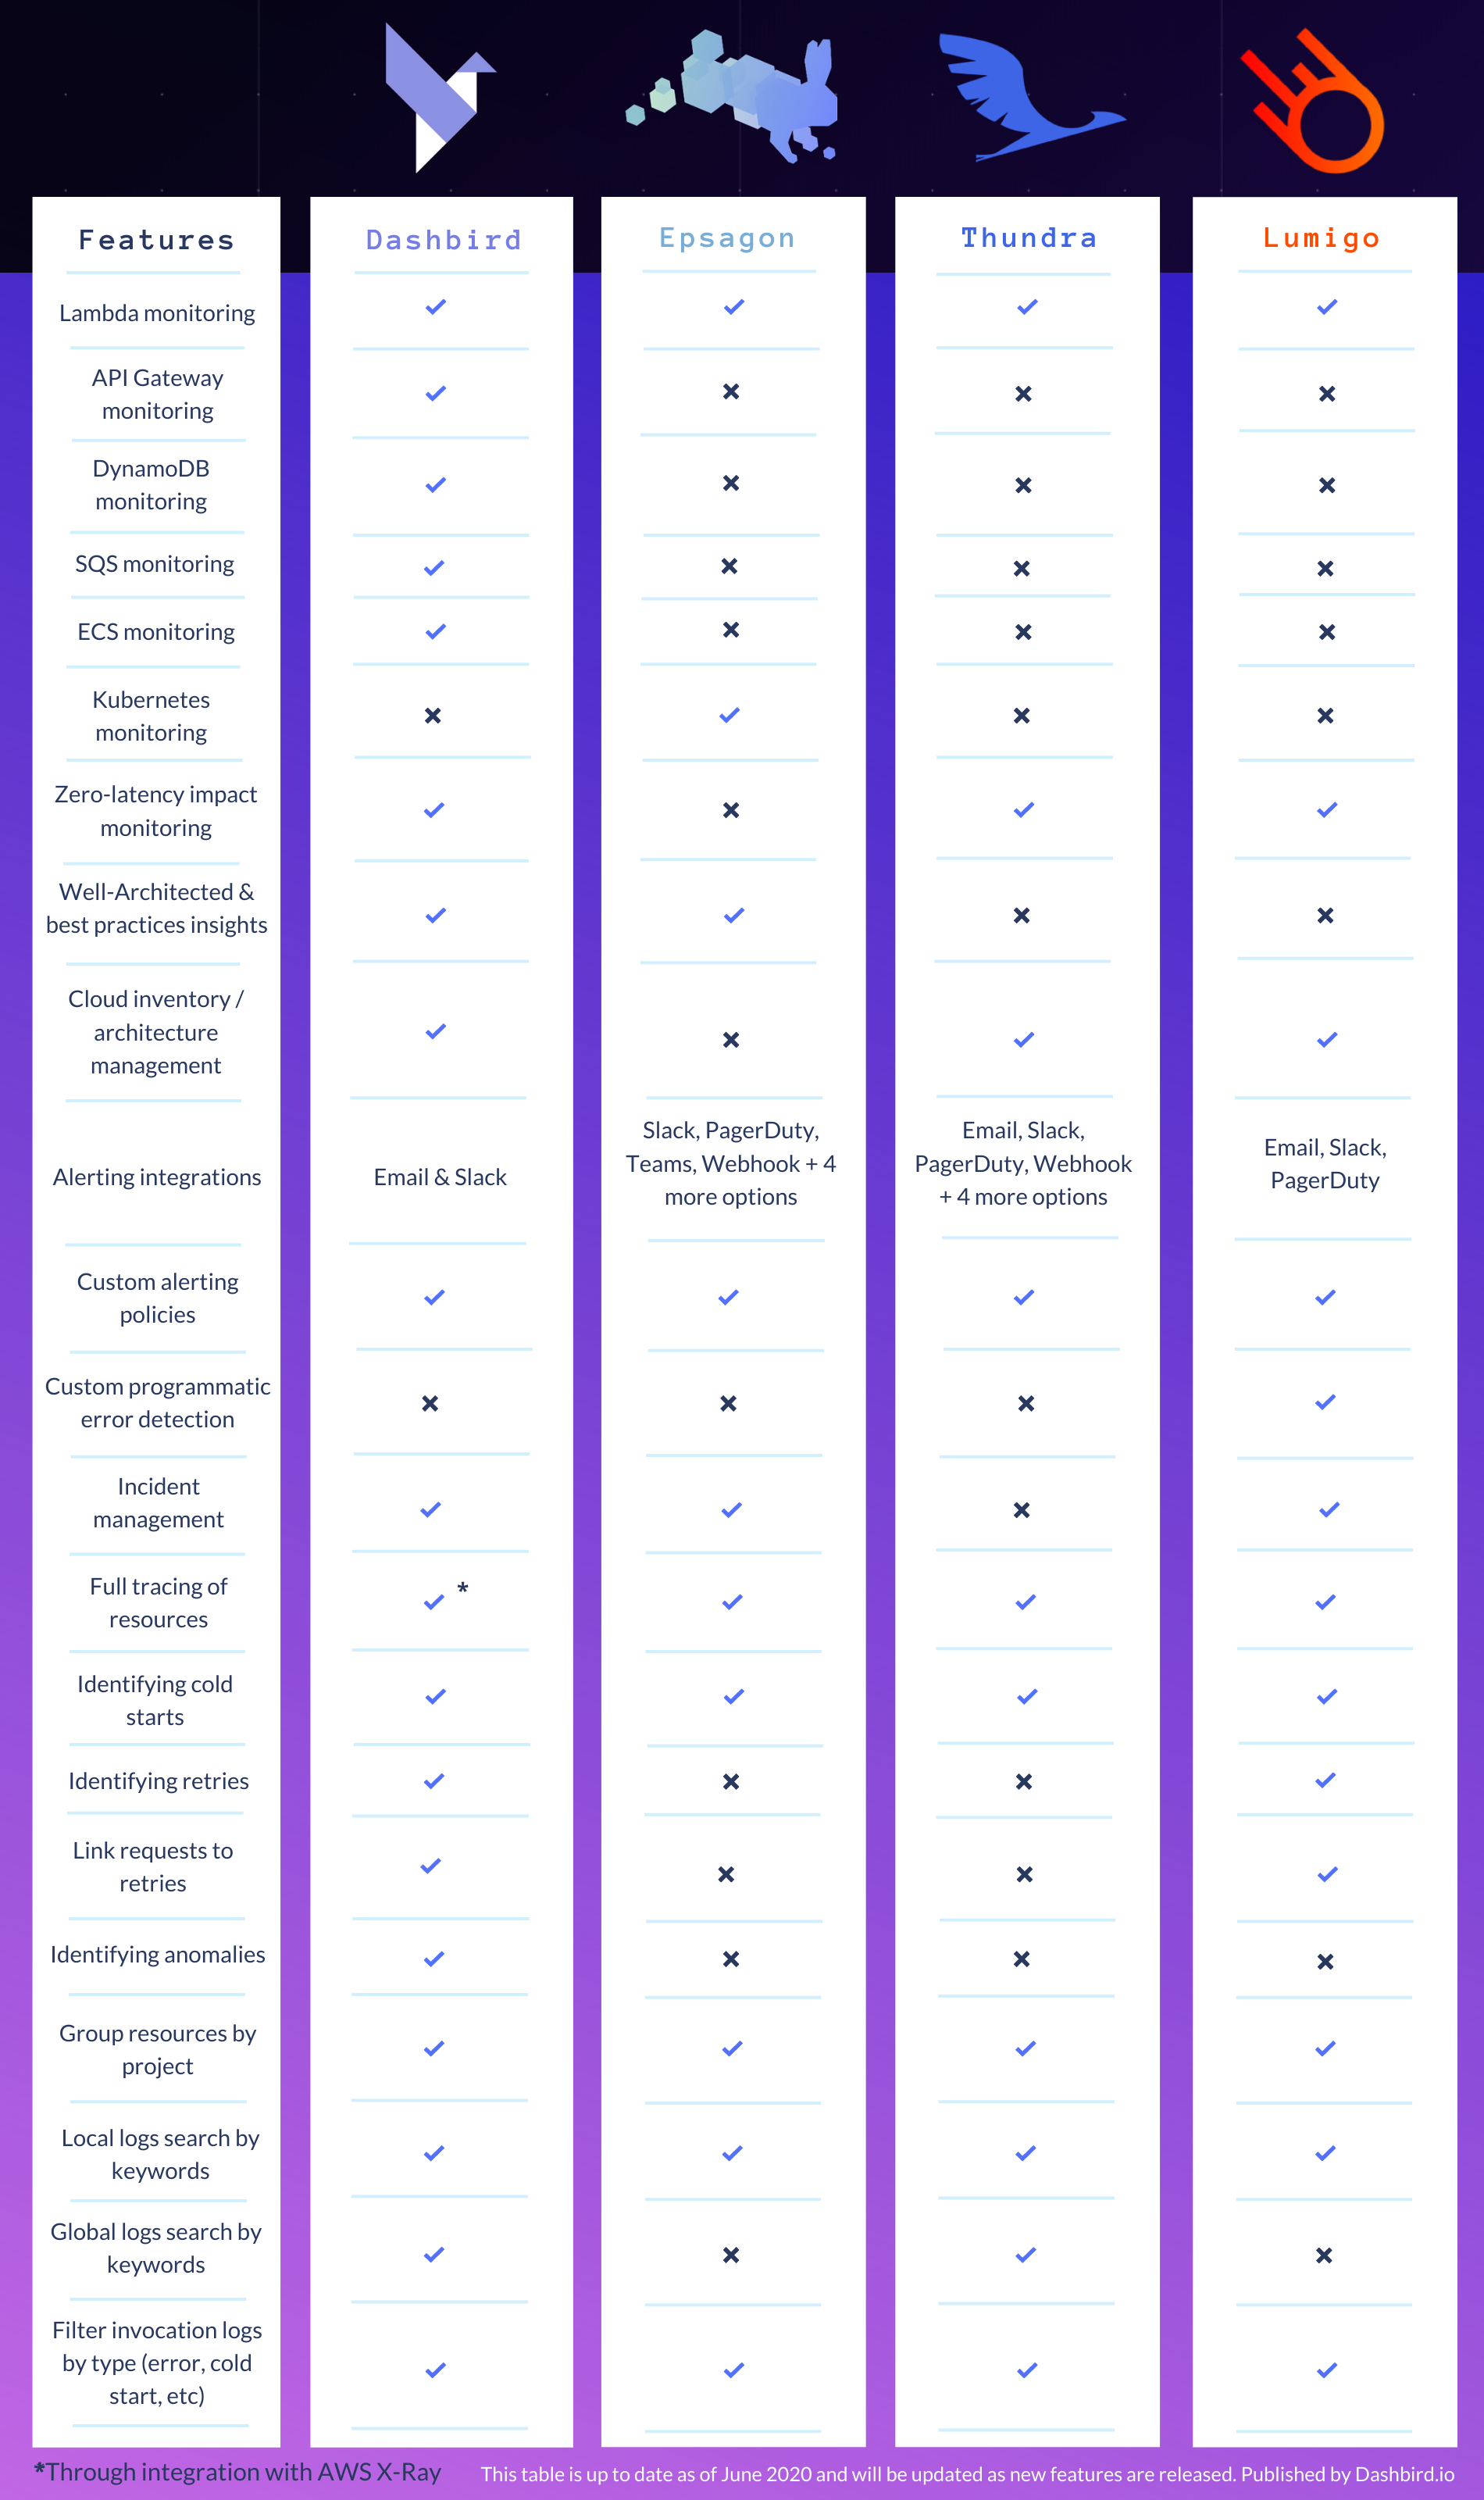 Features
Dashbird
Epsagon
Thundra
Lumigo
Lambda monitoring
API Gateway
monitoring
DynamoDB
monitoring
SQS monitoring
ECS monitoring
Kubernetes
monitoring
Zero-latency impact
monitoring
Well-Architected &
best practices insights
Cloud inventory /
architecture
management
Alerting integrations
Email & Slack
Slack, PagerDuty,
Teams, Webhook + 4
more options
Email, Slack,
PagerDuty, Webhook
+ 4 more options
Email, Slack,
PagerDuty
Custom alerting
policies
Custom programmatic
error detection
Incident
management
Full tracing of
resources
*
Identifying cold
starts
Identifying retries
Link requests to
retries
Identifying anomalies
Group resources by
project
Local logs search by
keywords
Global logs search by
keywords
Filter invocation logs
by type (error, cold
start, etc)
*Through integration with AWS X-Ray
This table is up to date as of June 2020 and will be updated as new features are released. Published by Dashbird.io